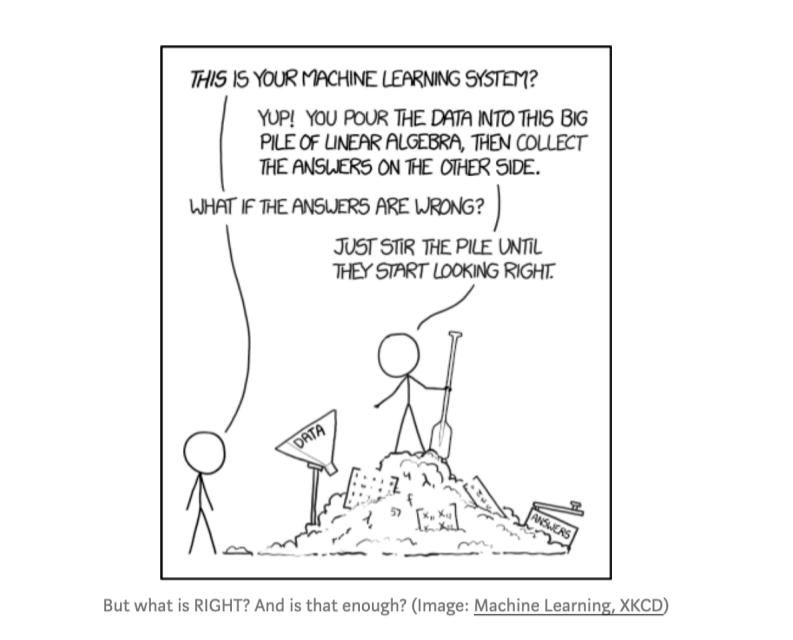 THIS IS YOUR MACHINE LEARNING SYSTEM?
YUP! YOU POUR THE DATA INTO THIS BIG
PILE OF LINEAR ALGEBRA, THEN COLLECT
THE ANSWERS ON THE OTHER SIDE.
WHAT IF THE ANSWERS ARE WRONG?
JUST STIR THE PILE UNTIL
THEY START LOOKING RIGHT.
DATA
ANSWERS
But what is RIGHT? And is that enough? (Image: Machine Learning, XKCD)